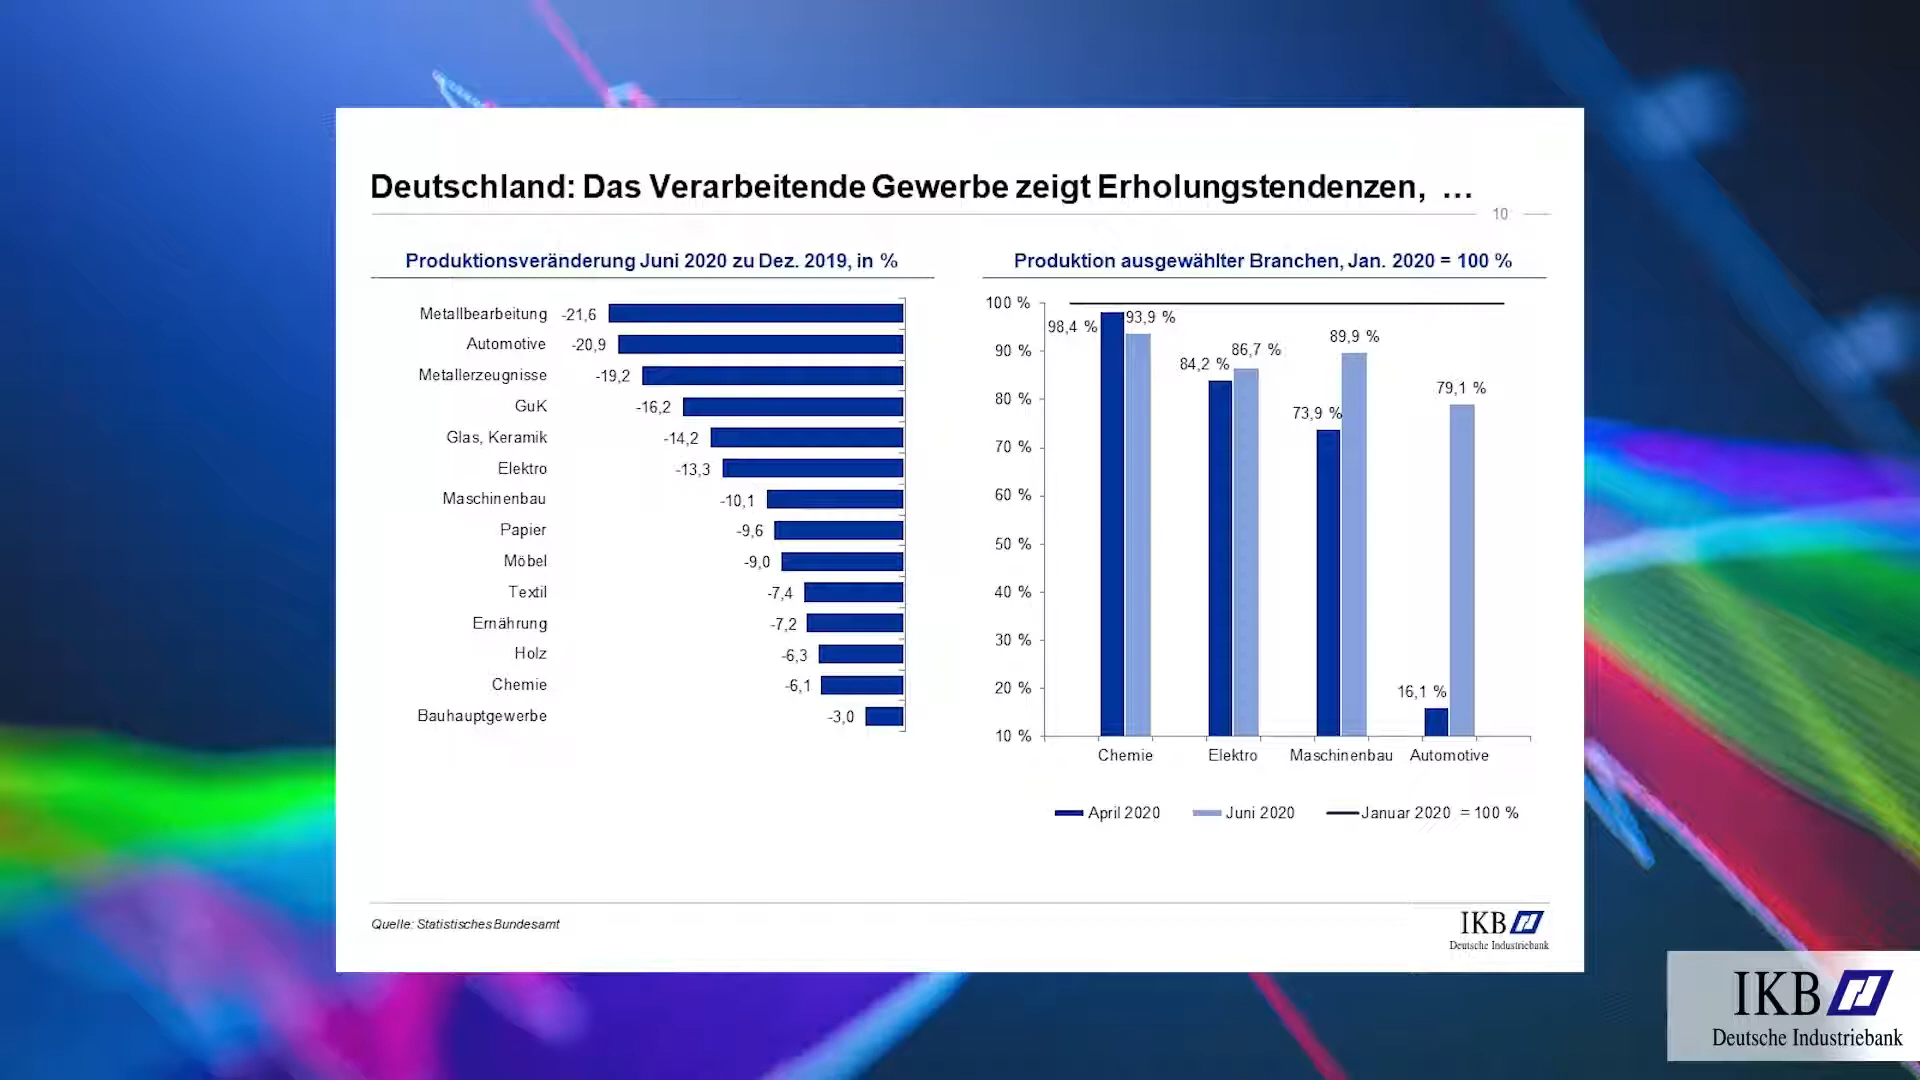 Deutschland: Das Verarbeitende Gewerbe zeigt Erholungstendenzen, …
10
Produktionsveränderung Juni 2020 zu Dez. 2019, in %
Metallbearbeitung -21,6
Automotive -20,9
Metallerzeugnisse -19,2
GuK -16,2
Glas, Keramik -14,2
Elektro -13,3
Maschinenbau -10,1
Papier -9,6
Möbel -9,0
Textil -7,4
Ernährung -7,2
Holz -6,3
Chemie -6,1
Bauhauptgewerbe -3,0
Produktion ausgewählter Branchen, Jan. 2020 = 100 %
100 %
90 %
80 %
70 %
60 %
50 %
40 %
30 %
20 %
10 %
98,4 % 93,9 %
84,2 % 86,7 %
73,9 % 89,9 %
16,1 % 79,1 %
Chemie Elektro Maschinenbau Automotive
April 2020 Juni 2020 Januar 2020 = 100 %
Quelle: Statistisches Bundesamt
IKB
Deutsche Industriebank
IKB
Deutsche Industriebank